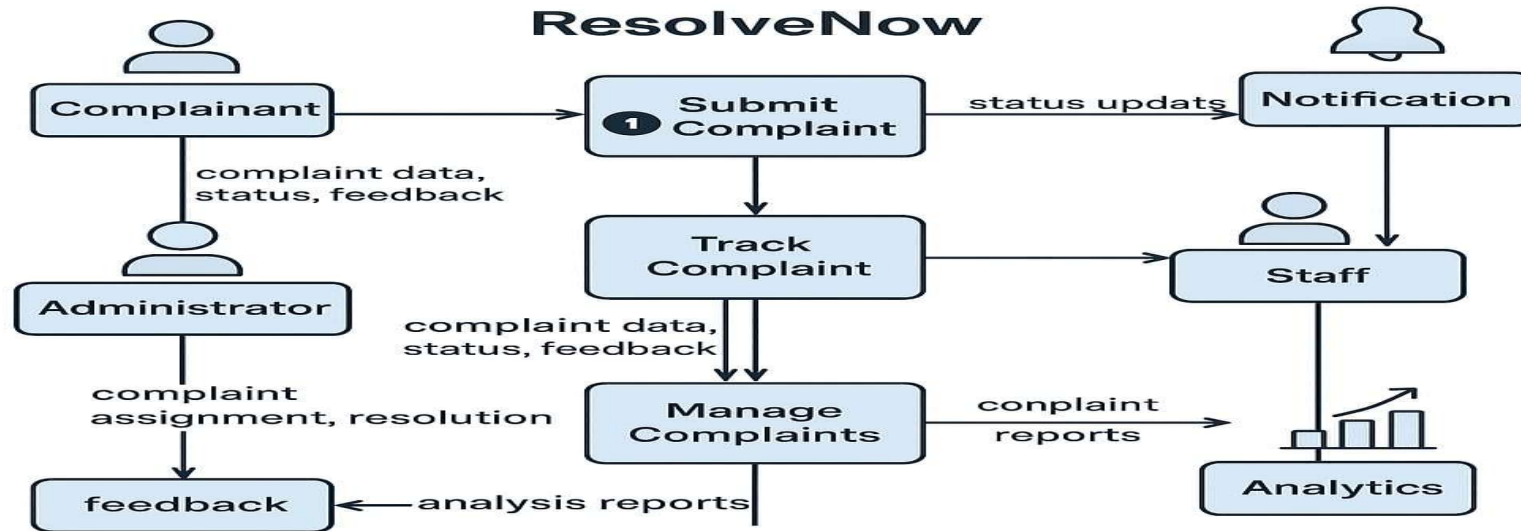 ResolveNow
Complainant
1
Submit
Complaint
status updats
Notification
complaint data,
status, feedback
Track
Complaint
Staff
Administrator
complaint data,
status, feedback
complaint
assignment, resolution
Manage
Complaints
conplaint
reports
feedback
analysis reports
Analytics